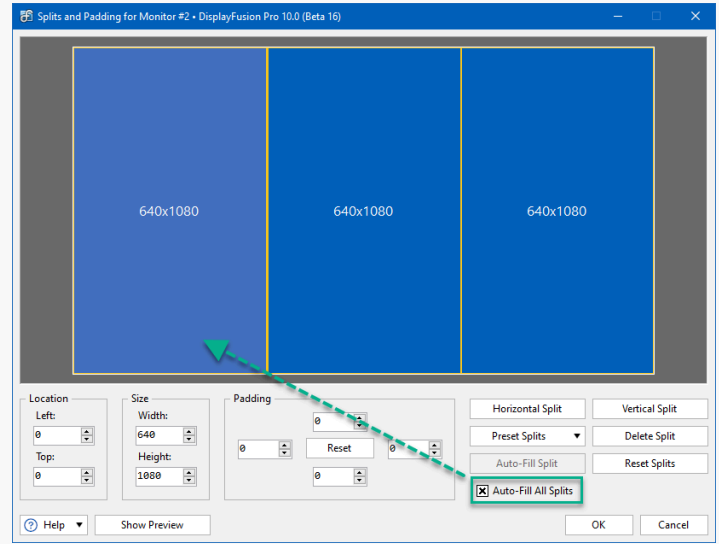 Splits and Padding for Monitor #2 • DisplayFusion Pro 10.0 (Beta 16)
640x1080 640x1080 640x1080
Location Size Padding
Left: Width:
0 640 0
Horizontal Split Vertical Split
0 Reset 0
Preset Splits Delete Split
Top: Height:
0 1080 0
Auto-Fill Split Reset Splits
Auto-Fill All Splits
? Help Show Preview OK Cancel